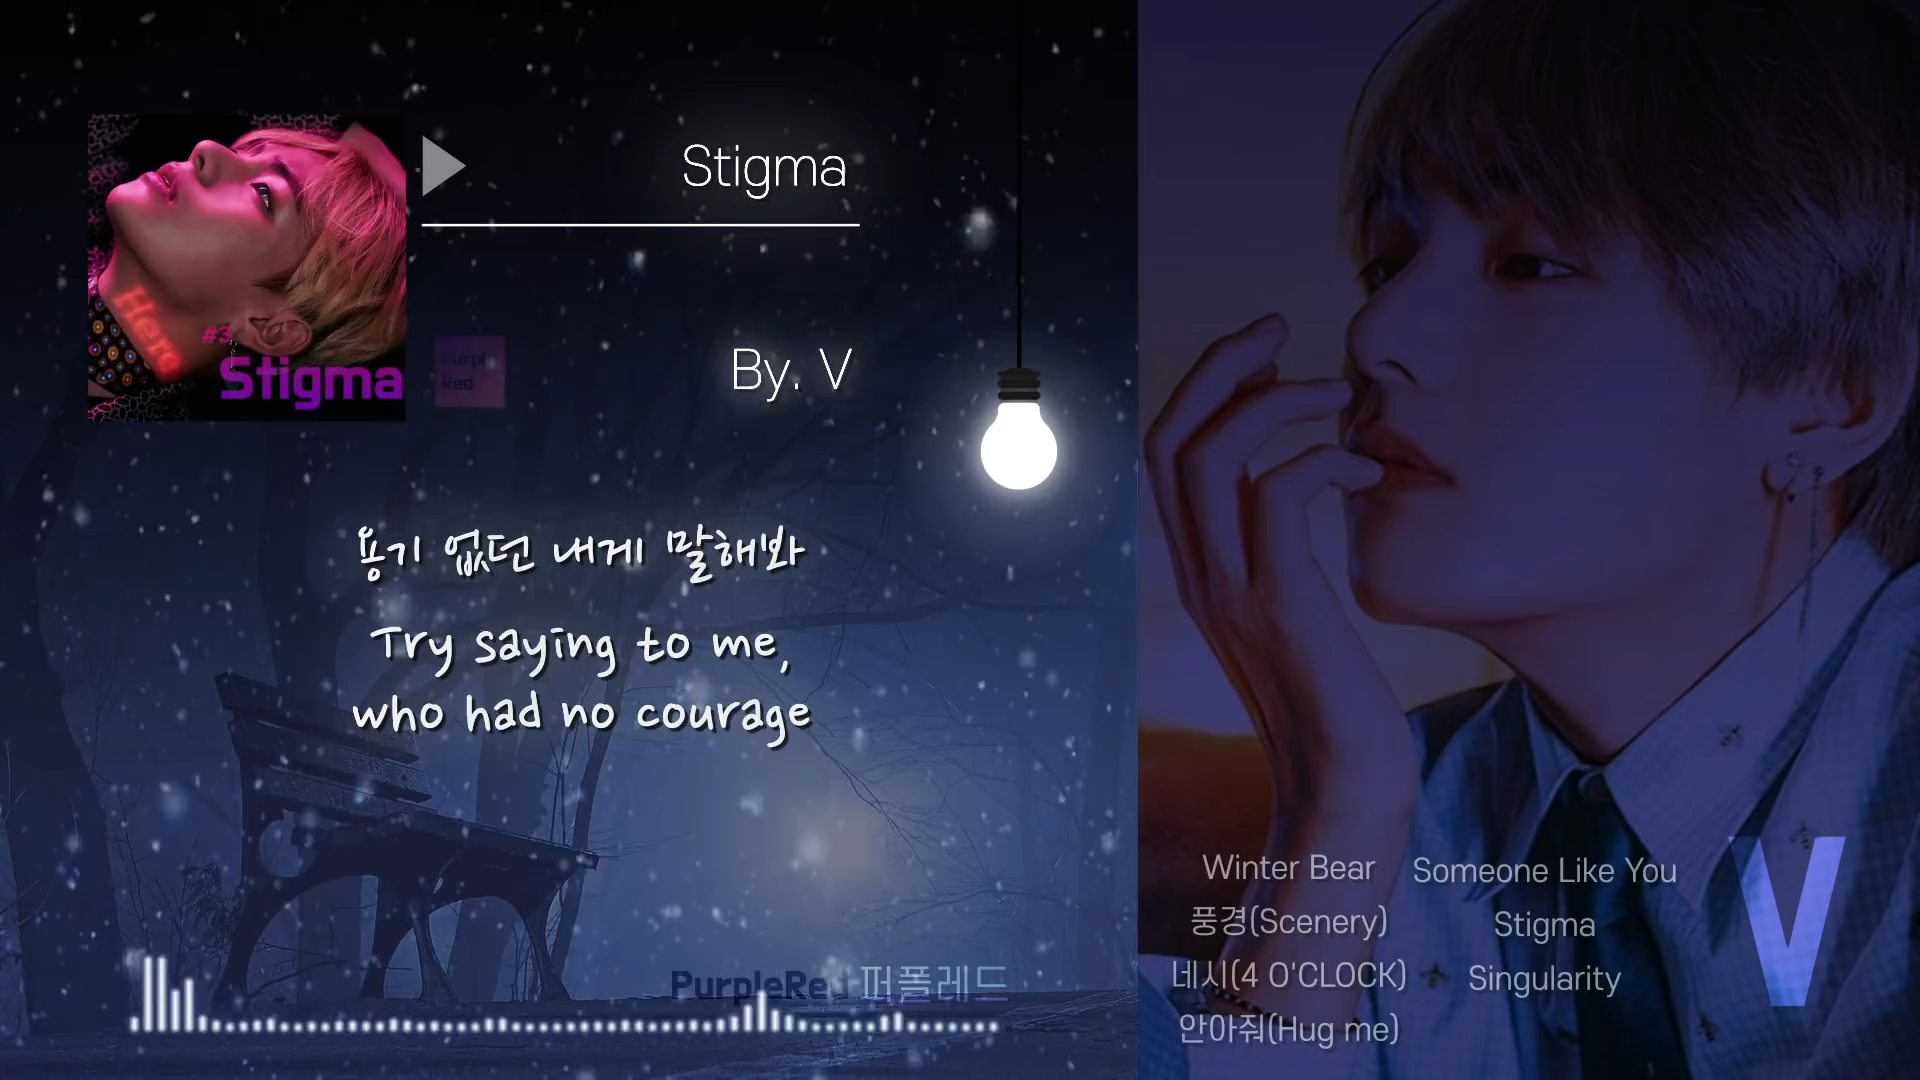 Stigma
Here
#3
Stigma
Purple
Red
By. V
용기 없던 내게 말해봐
Try saying to me,
who had no courage
PurpleRed 퍼플레드
Winter Bear
풍경(Scenery)
네시(4 O'CLOCK)
안아줘(Hug me)
Someone Like You
Stigma
Singularity
V